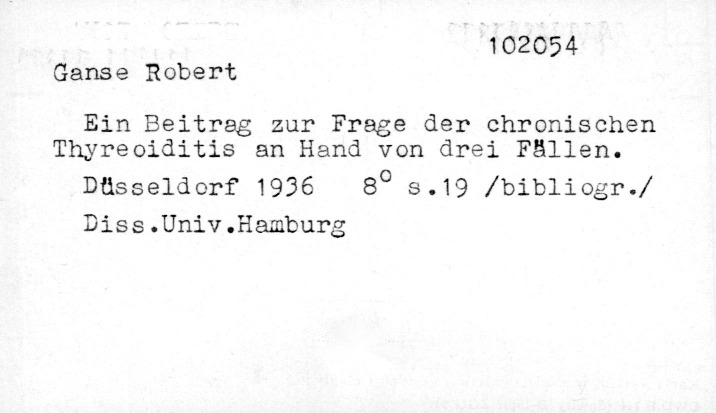 102054
Ganse Robert
Ein Beitrag zur Frage der chronischen
Thyreoiditis an Hand von drei Fällen.
Düsseldorf 1936 8° s.19 /bibliogr./
Diss.Univ.Hamburg